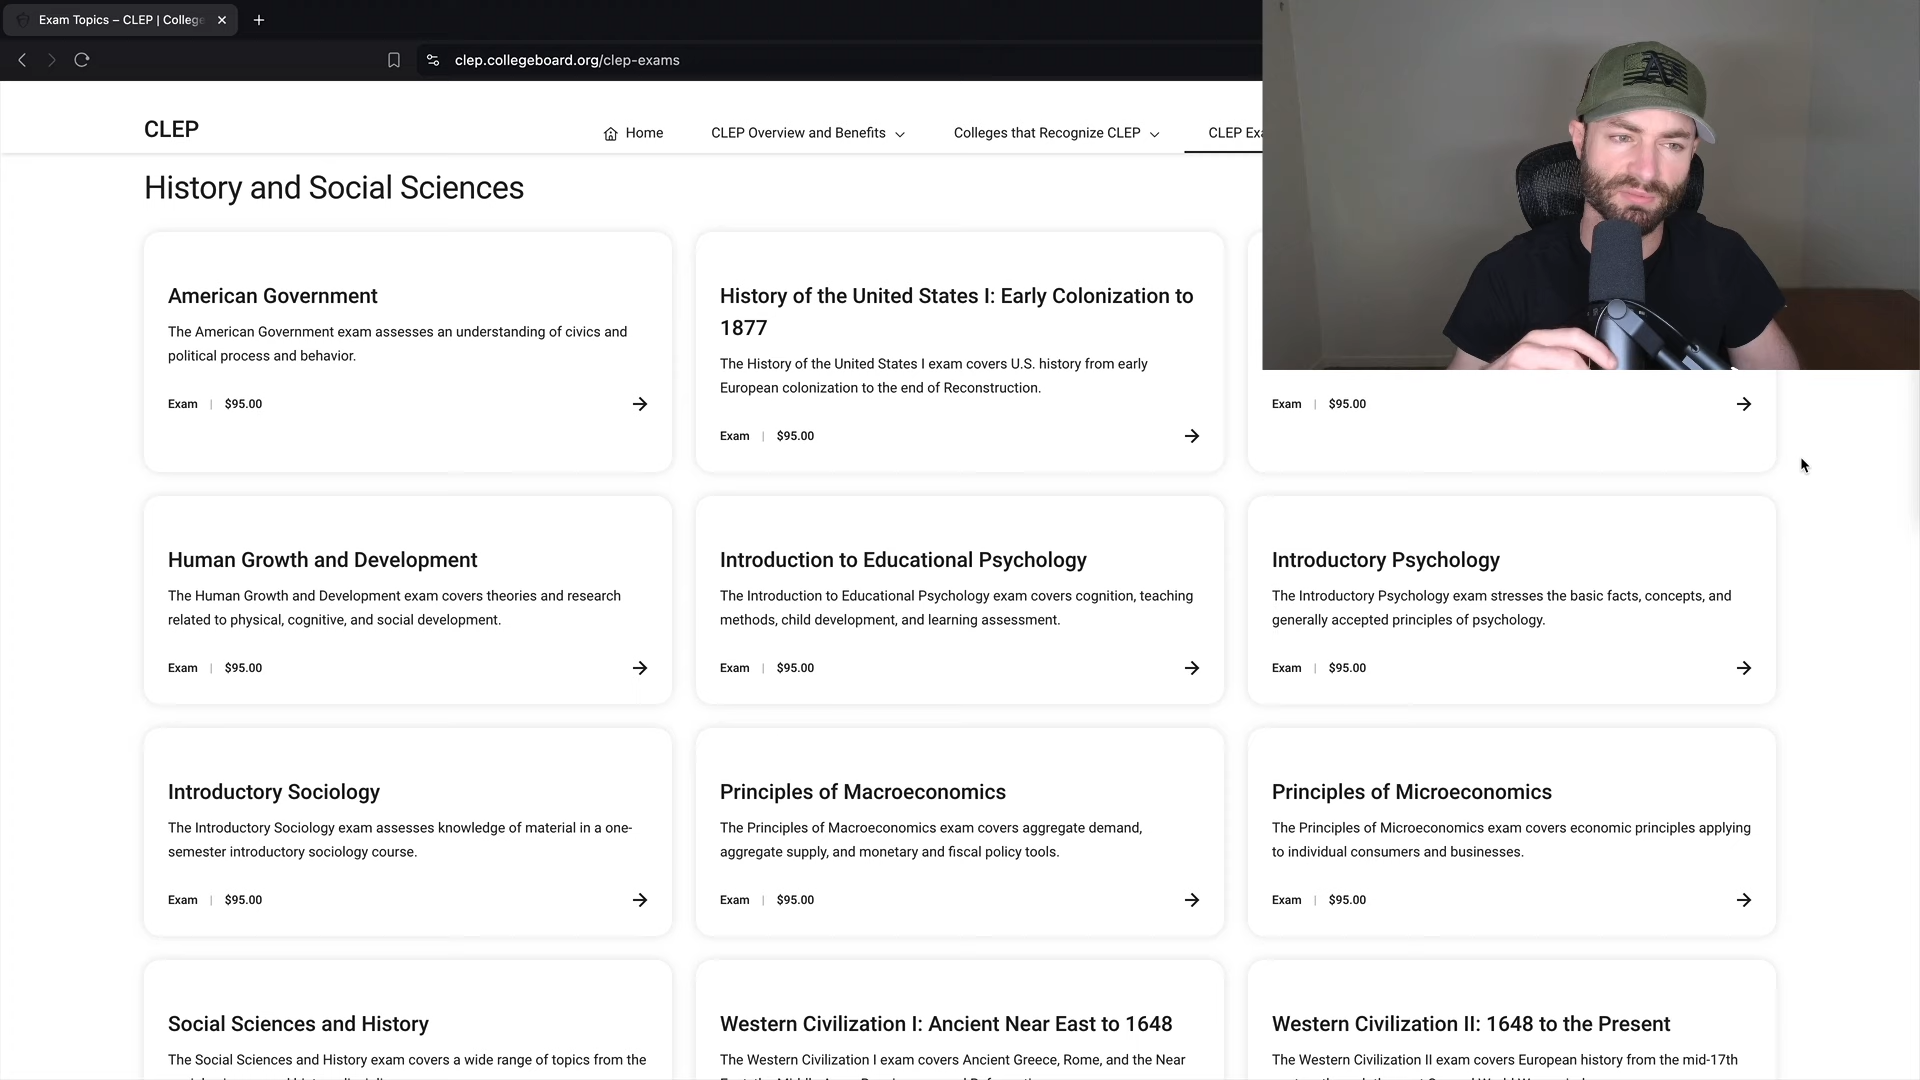 Exam Topics – CLEP | College
clep.collegeboard.org/clep-exams
CLEP
Home
CLEP Overview and Benefits
Colleges that Recognize CLEP
CLEP Exa
History and Social Sciences
American Government
The American Government exam assesses an understanding of civics and
political process and behavior.
Exam | $95.00
History of the United States I: Early Colonization to
1877
The History of the United States I exam covers U.S. history from early
European colonization to the end of Reconstruction.
Exam | $95.00
Exam | $95.00
Human Growth and Development
The Human Growth and Development exam covers theories and research
related to physical, cognitive, and social development.
Exam | $95.00
Introduction to Educational Psychology
The Introduction to Educational Psychology exam covers cognition, teaching
methods, child development, and learning assessment.
Exam | $95.00
Introductory Psychology
The Introductory Psychology exam stresses the basic facts, concepts, and
generally accepted principles of psychology.
Exam | $95.00
Introductory Sociology
The Introductory Sociology exam assesses knowledge of material in a one-
semester introductory sociology course.
Exam | $95.00
Principles of Macroeconomics
The Principles of Macroeconomics exam covers aggregate demand,
aggregate supply, and monetary and fiscal policy tools.
Exam | $95.00
Principles of Microeconomics
The Principles of Microeconomics exam covers economic principles applying
to individual consumers and businesses.
Exam | $95.00
Social Sciences and History
The Social Sciences and History exam covers a wide range of topics from the
Western Civilization I: Ancient Near East to 1648
The Western Civilization I exam covers Ancient Greece, Rome, and the Near
Western Civilization II: 1648 to the Present
The Western Civilization II exam covers European history from the mid-17th